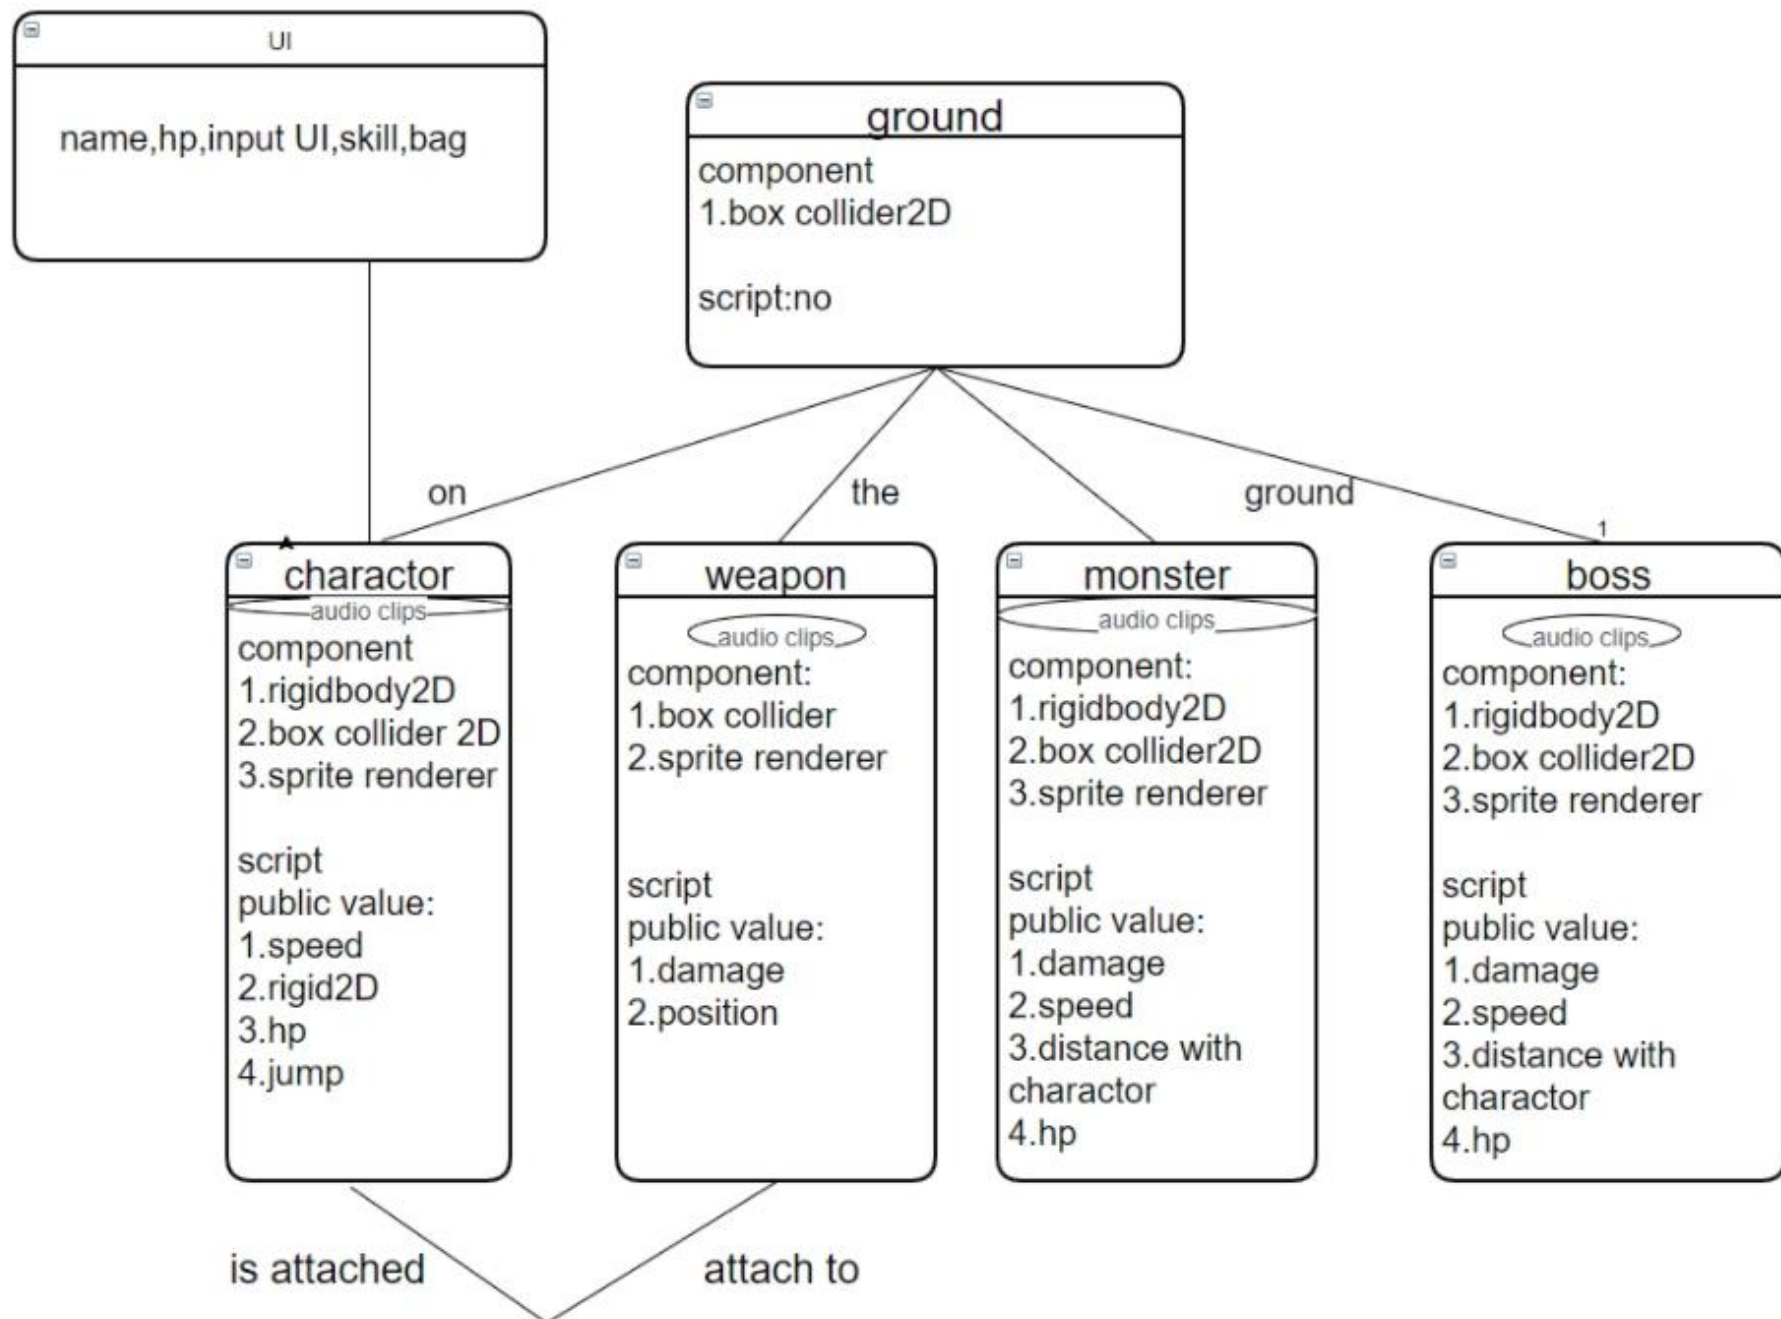 UI
name,hp,input UI,skill,bag
ground
component
1.box collider2D
script:no
on
the
ground
1
charactor
audio clips
component
1.rigidbody2D
2.box collider 2D
3.sprite renderer
script
public value:
1.speed
2.rigid2D
3.hp
4.jump
weapon
audio clips
component:
1.box collider
2.sprite renderer
script
public value:
1.damage
2.position
monster
audio clips
component:
1.rigidbody2D
2.box collider2D
3.sprite renderer
script
public value:
1.damage
2.speed
3.distance with
charactor
4.hp
boss
audio clips
component:
1.rigidbody2D
2.box collider2D
3.sprite renderer
script
public value:
1.damage
2.speed
3.distance with
charactor
4.hp
is attached
attach to